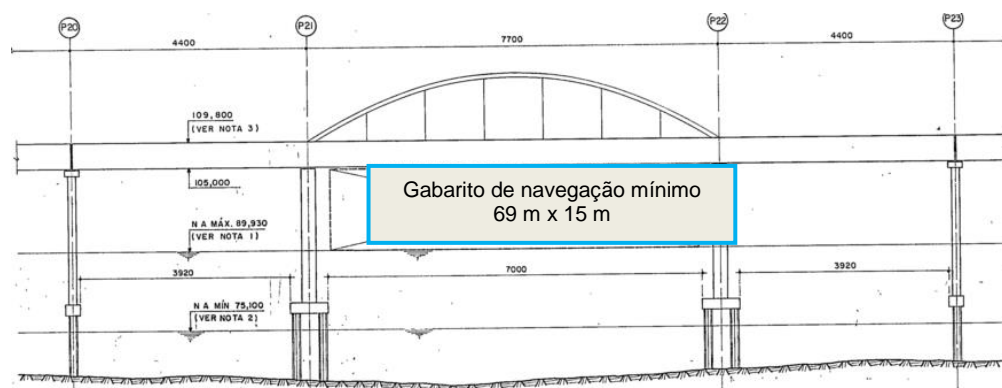 P20
P21
P22
P23
4400
7700
4400
109,800
(VER NOTA 3)
105,000
Gabarito de navegação mínimo
69 m x 15 m
N A MÁX. 89,930
(VER NOTA 1)
3920
7000
3920
N A MÍN 75,100
(VER NOTA 2)